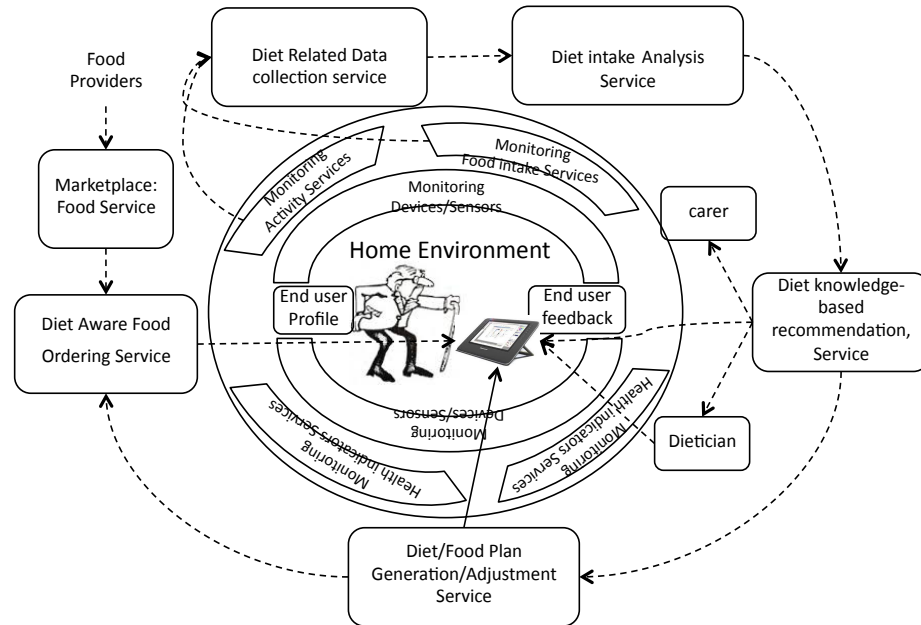 Food
Providers
Diet Related Data
collection service
Diet intake Analysis
Service
Marketplace:
Food Service
Monitoring
Activity Services
Monitoring
Food intake Services
Monitoring
Devices/Sensors
carer
Home Environment
End user
Profile
End user
feedback
Diet Aware Food
Ordering Service
Diet knowledge-
based
recommendation,
Service
Monitoring
Devices/Sensors
Monitoring
Health indicators Services
Monitoring
Health indicators Services
Dietician
Diet/Food Plan
Generation/Adjustment
Service